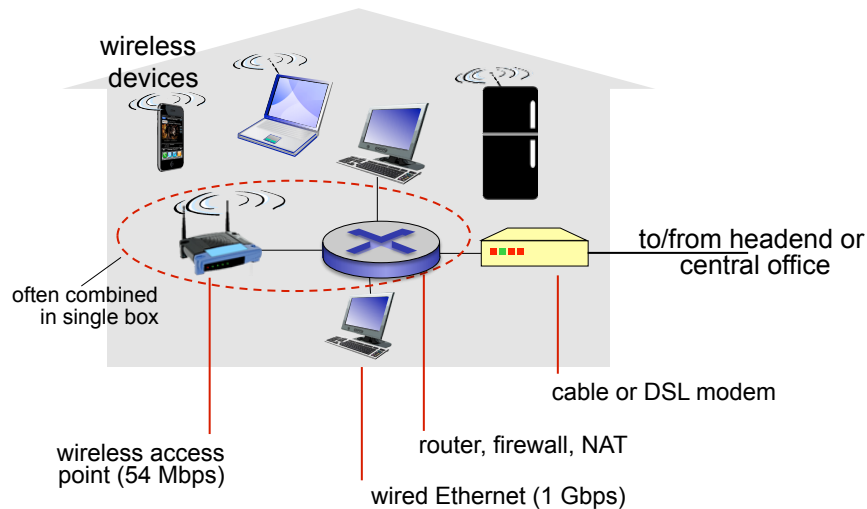 wireless
devices
to/from headend or
central office
often combined
in single box
cable or DSL modem
router, firewall, NAT
wireless access
point (54 Mbps)
wired Ethernet (1 Gbps)